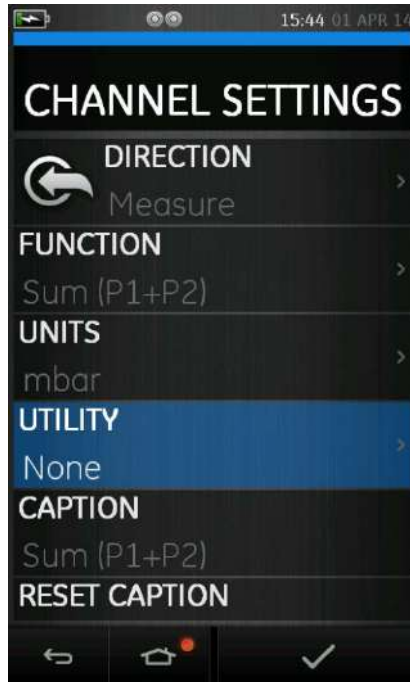 15:44 01 APR 14
CHANNEL SETTINGS
DIRECTION
Measure
FUNCTION
Sum (P1+P2)
UNITS
mbar
UTILITY
None
CAPTION
Sum (P1+P2)
RESET CAPTION